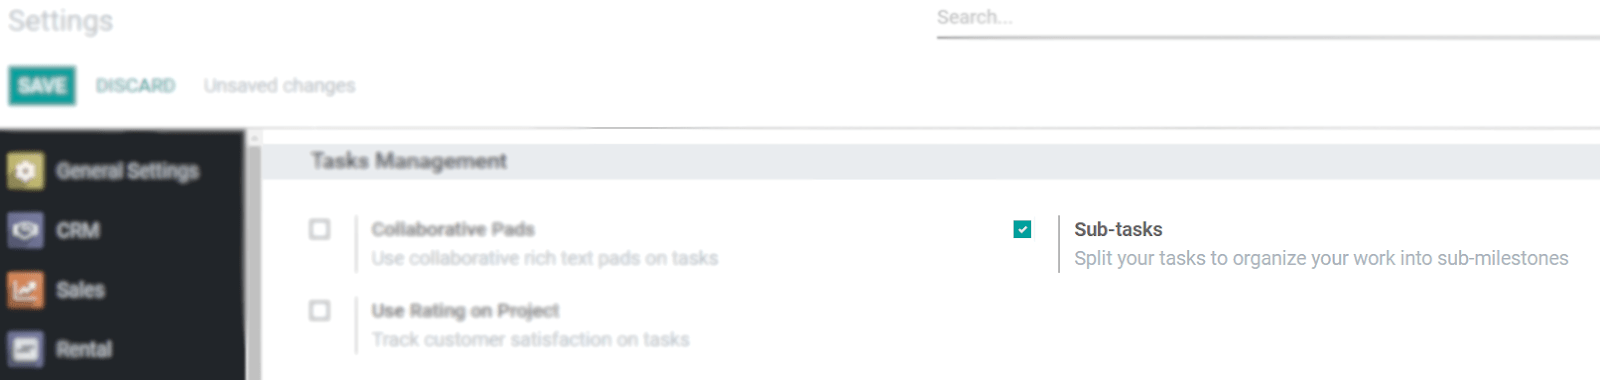 Settings
Search...
SAVE DISCARD Unsaved changes
General Settings
CRM
Sales
Rental
Tasks Management
Collaborative Pads
Use collaborative rich text pads on tasks
Sub-tasks
Split your tasks to organize your work into sub-milestones
Use Rating on Project
Track customer satisfaction on tasks